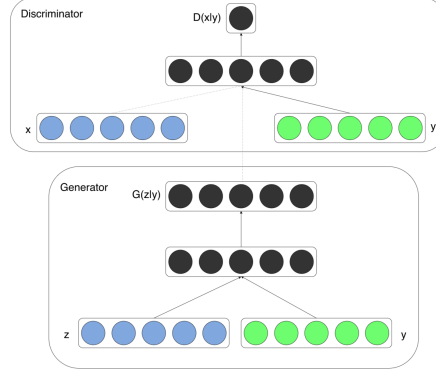 Discriminator
D(x|y)
x
y
Generator
G(z|y)
z
y